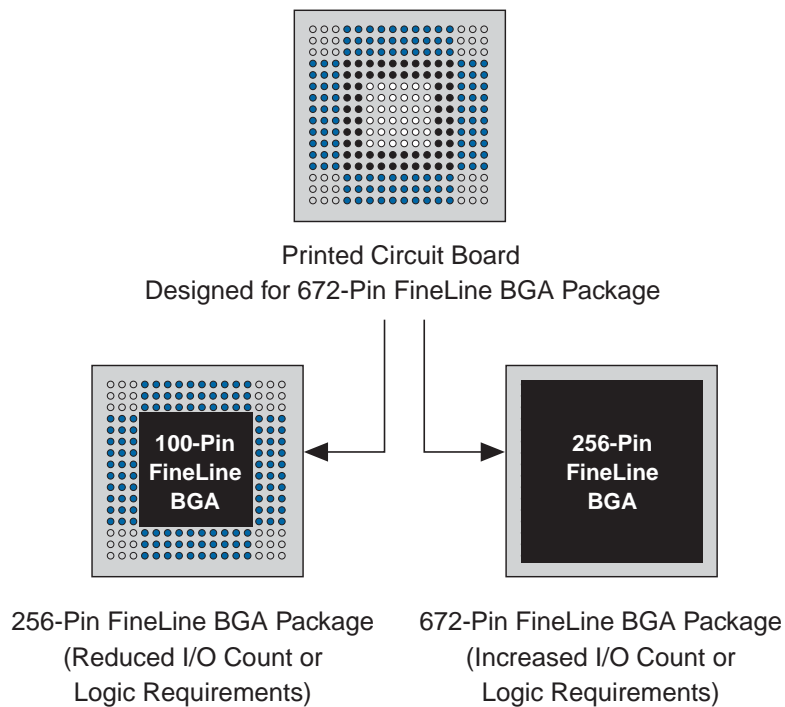 Printed Circuit Board
Designed for 672-Pin FineLine BGA Package
100-Pin
FineLine
BGA
256-Pin
FineLine
BGA
256-Pin FineLine BGA Package
(Reduced I/O Count or
Logic Requirements)
672-Pin FineLine BGA Package
(Increased I/O Count or
Logic Requirements)